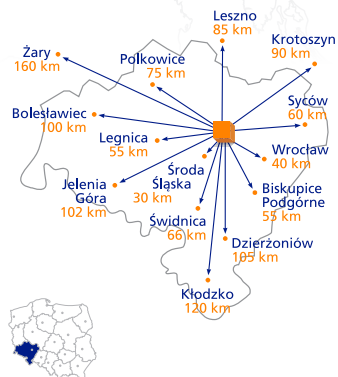 Leszno
85 km
Krotoszyn
90 km
Żary
160 km
Polkowice
75 km
Syców
60 km
Bolesławiec
100 km
Legnica
55 km
Wrocław
40 km
Środa
Śląska
30 km
Jelenia
Góra
102 km
Biskupice
Podgórne
55 km
Świdnica
66 km
Dzierżoniów
105 km
Kłodzko
120 km